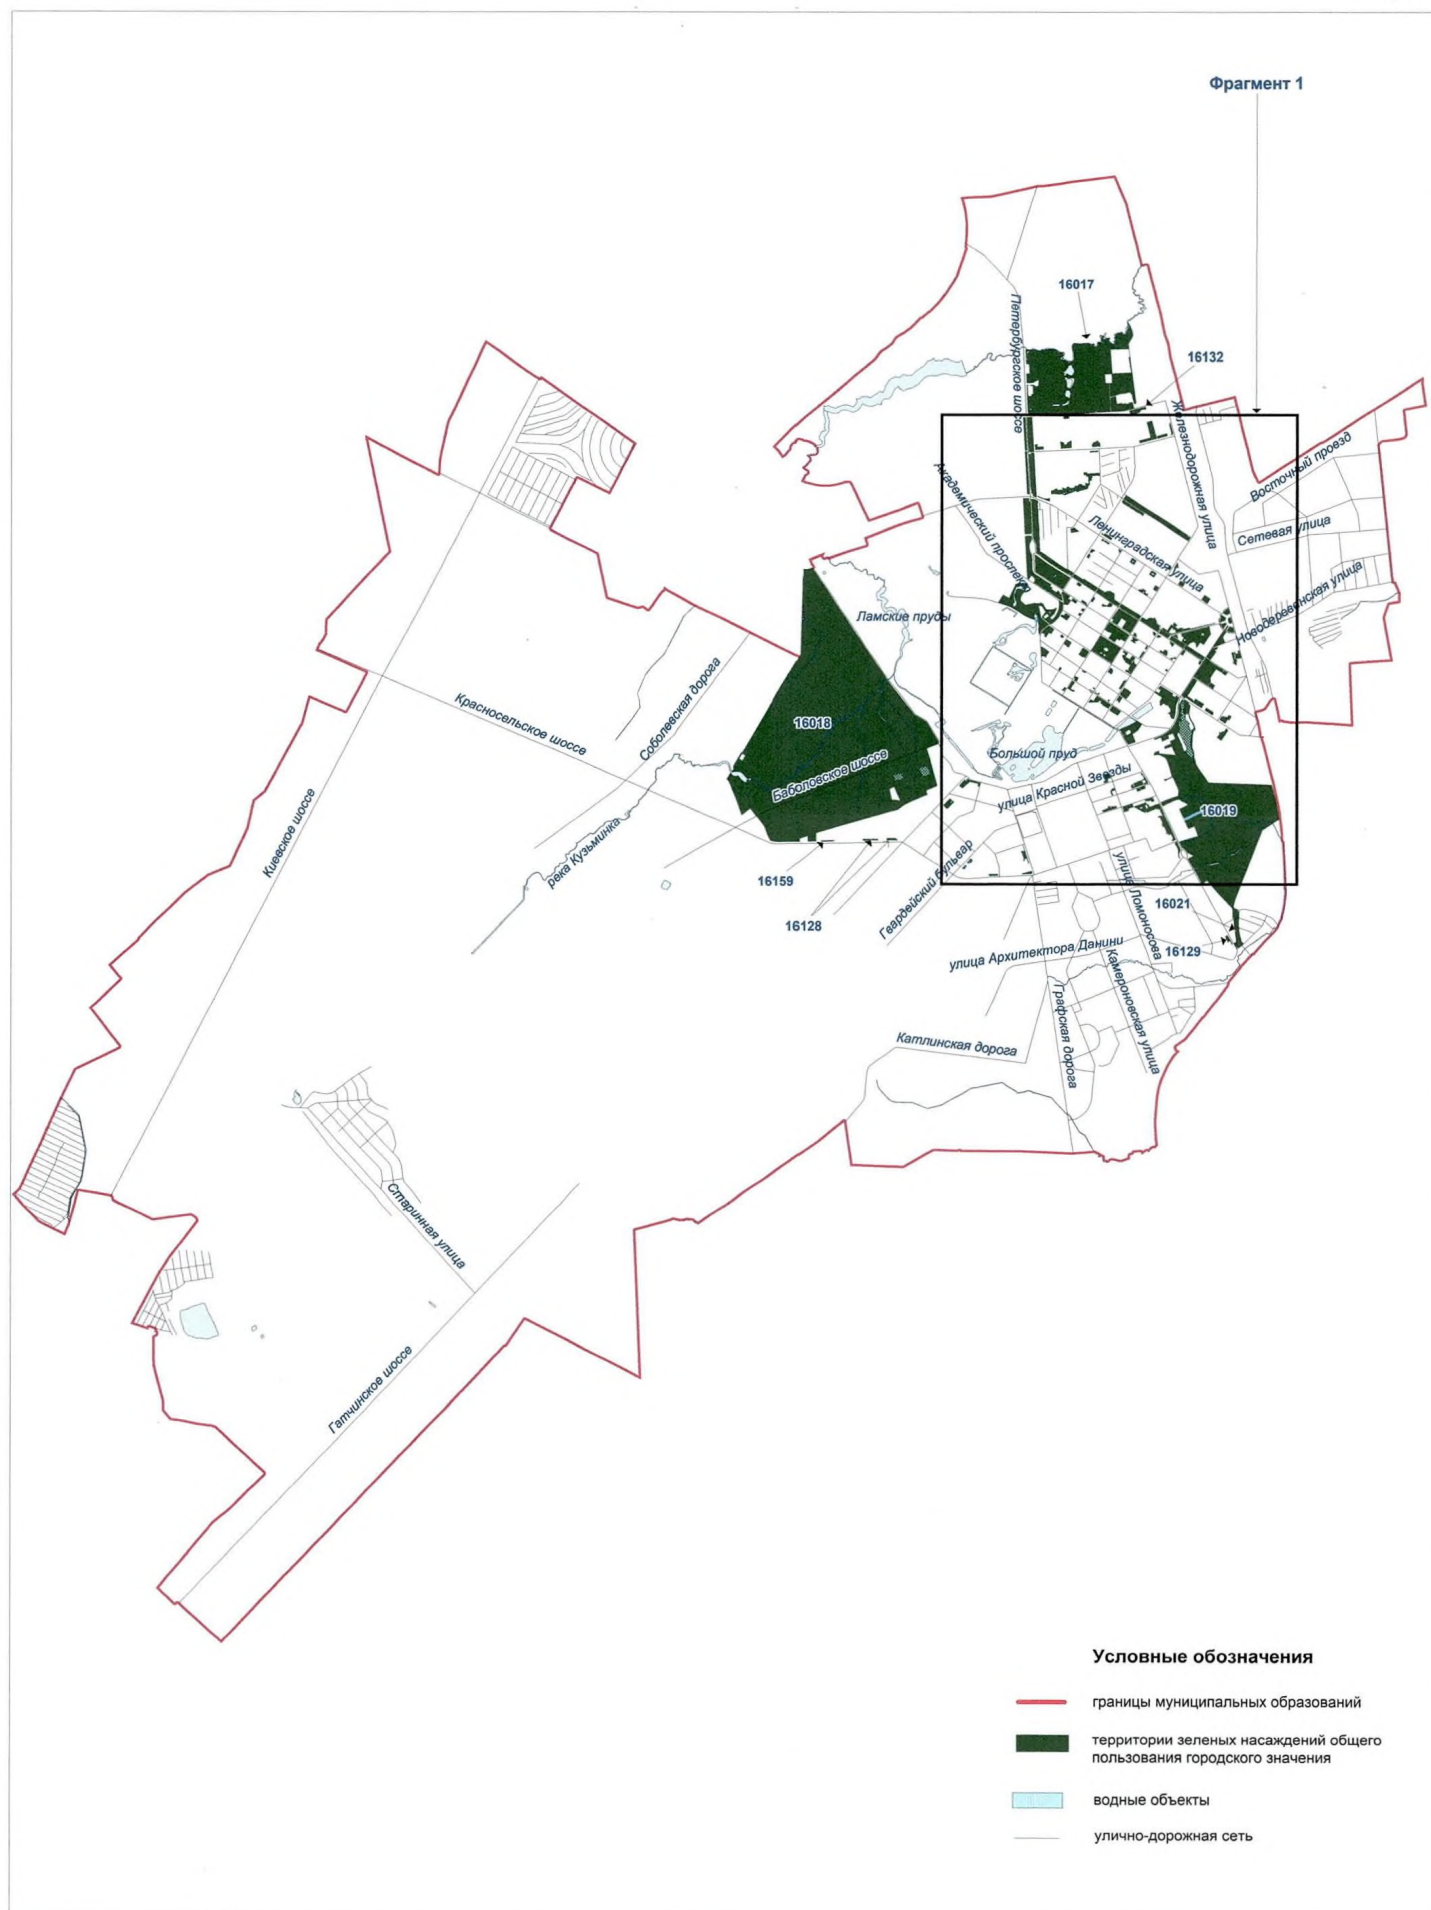 Фрагмент 1
16017
Петербургское шоссе
16132
Железнодорожная улица
Восточный проезд
Академический проспект
Сетевая улица
Ленинградская улица
Новодеревенская улица
Ламские пруды
Соболевская дорога
Красносельское шоссе
16018
Большой пруд
Баболовское шоссе
улица Красной Звезды
16019
Киевское шоссе
река Кузьминка
16159
Гвардейский бульвар
улица Ломоносова
16021
16128
улица Архитектора Данини
16129
Камероновская улица
Графская дорога
Катлинская дорога
Старинная улица
Гатчинское шоссе
Условные обозначения
границы муниципальных образований
территории зеленых насаждений общего
пользования городского значения
водные объекты
улично-дорожная сеть